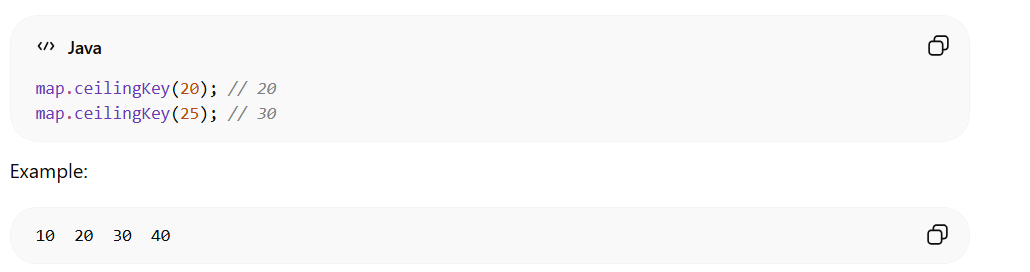 Java
map.ceilingKey(20); // 20
map.ceilingKey(25); // 30
Example:
10  20  30  40